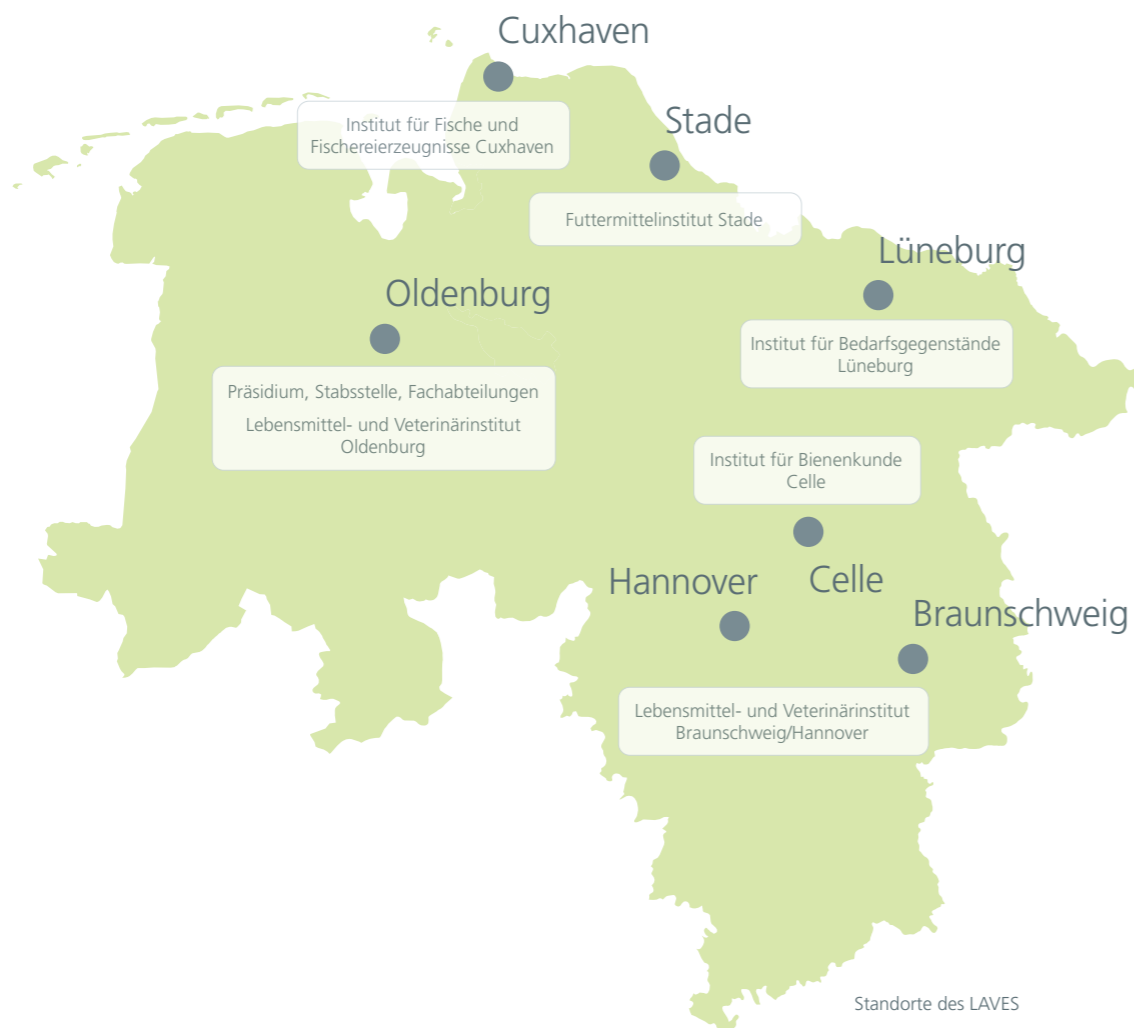 Cuxhaven
Institut für Fische und
Fischereierzeugnisse Cuxhaven
Stade
Futtermittelinstitut Stade
Lüneburg
Institut für Bedarfsgegenstände
Lüneburg
Oldenburg
Präsidium, Stabsstelle, Fachabteilungen
Lebensmittel- und Veterinärinstitut
Oldenburg
Institut für Bienenkunde
Celle
Celle
Hannover
Braunschweig
Lebensmittel- und Veterinärinstitut
Braunschweig/Hannover
Standorte des LAVES